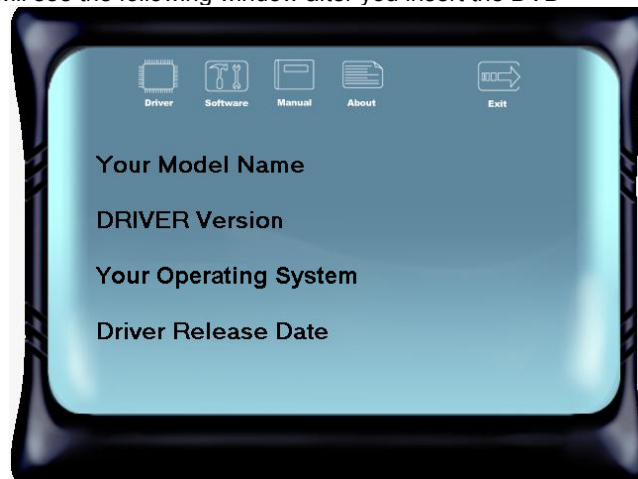 see the following window after you insert the DVD
Driver Software Manual About Exit
Your Model Name
DRIVER Version
Your Operating System
Driver Release Date